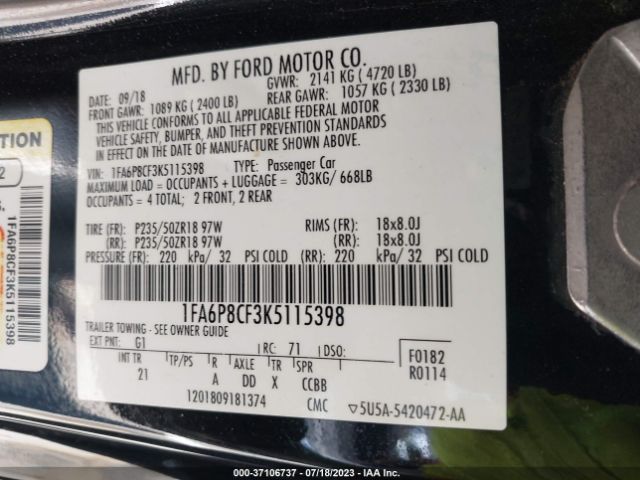 MFD. BY FORD MOTOR CO.
DATE: 09/18 GVWR: 2141 KG ( 4720 LB)
FRONT GAWR: 1089 KG ( 2400 LB) REAR GAWR: 1057 KG ( 2330 LB)
THIS VEHICLE CONFORMS TO ALL APPLICABLE FEDERAL MOTOR
VEHICLE SAFETY, BUMPER, AND THEFT PREVENTION STANDARDS
IN EFFECT ON THE DATE OF MANUFACTURE SHOWN ABOVE.
VIN: 1FA6P8CF3K5115398 TYPE: Passenger Car
MAXIMUM LOAD = OCCUPANTS + LUGGAGE = 303KG/ 668LB
OCCUPANTS = 4 TOTAL; 2 FRONT, 2 REAR
TIRE (FR): P235/50ZR18 97W RIMS (FR): 18x8.0J
(RR): P235/50ZR18 97W (RR): 18x8.0J
PRESSURE (FR): 220 kPa/ 32 PSI COLD (RR): 220 kPa/ 32 PSI COLD
1FA6P8CF3K5115398
TRAILER TOWING - SEE OWNER GUIDE
EXT PNT: G1 RC: 71 DSO: F0182
INT TR TP/PS R AXLE TR SPR R0114
21 A DD X CCBB
1201809181374 CMC 5U5A-5420472-AA
TION
2
S.
1FA6P8CF3K5115398
000-37106737 - 07/18/2023 - IAA Inc.